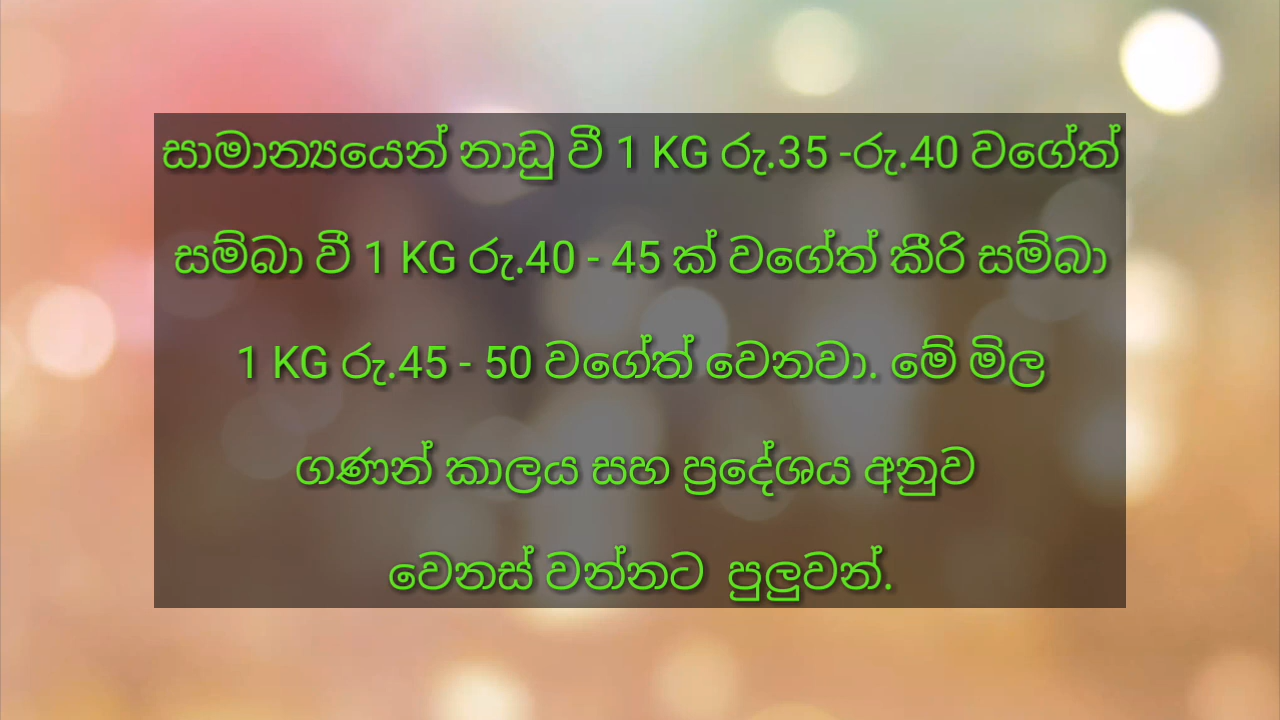 සාමාන්‍යයෙන් නාඩු වී 1 KG රු.35 -රු.40 වගේත්
සම්බා වී 1 KG රු.40 - 45 ක් වගේත් කීරි සම්බා
1 KG රු.45 - 50 වගේත් වෙනවා. මේ මිල
ගණන් කාලය සහ ප්‍රදේශය අනුව
වෙනස් වන්නට පුලුවන්.